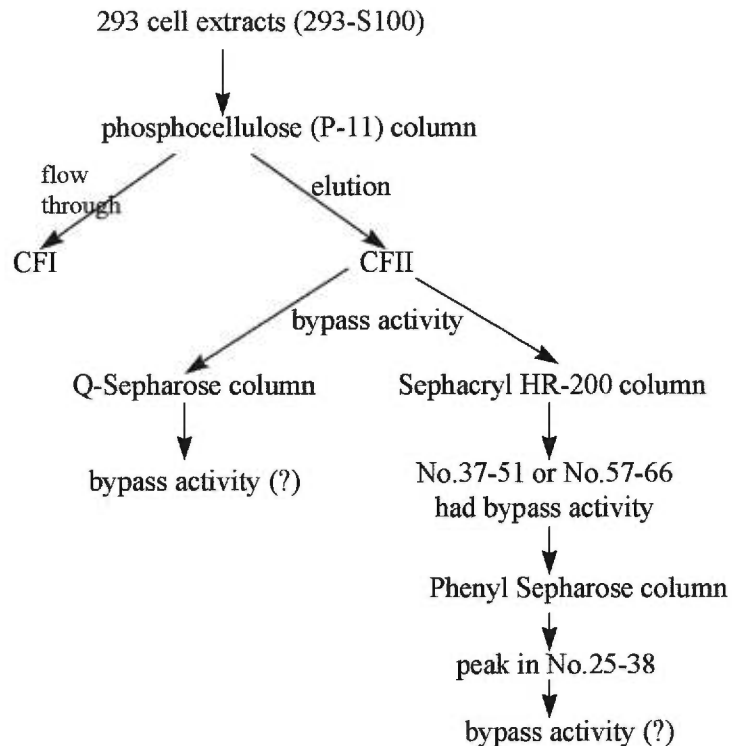 293 cell extracts (293-S100)
phosphocellulose (P-11) column
flow
through
elution
CFI
CFII
bypass activity
Q-Sepharose column
Sephacryl HR-200 column
bypass activity (?)
No.37-51 or No.57-66
had bypass activity
Phenyl Sepharose column
peak in No.25-38
bypass activity (?)